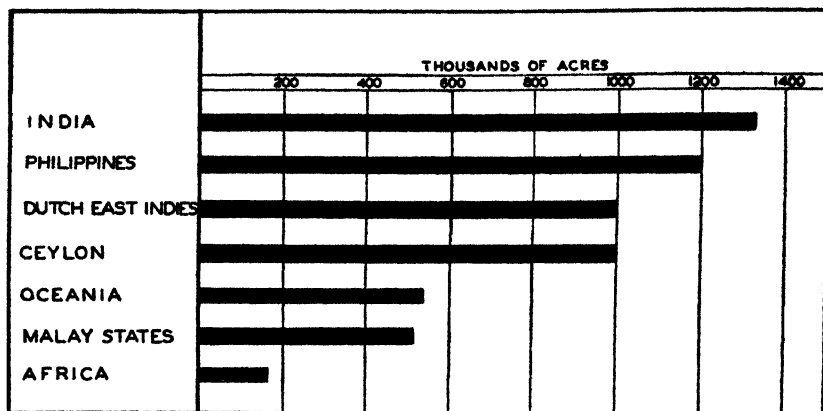 THOUSANDS OF ACRES
200 400 600 800 1000 1200 1400
INDIA
PHILIPPINES
DUTCH EAST INDIES
CEYLON
OCEANIA
MALAY STATES
AFRICA